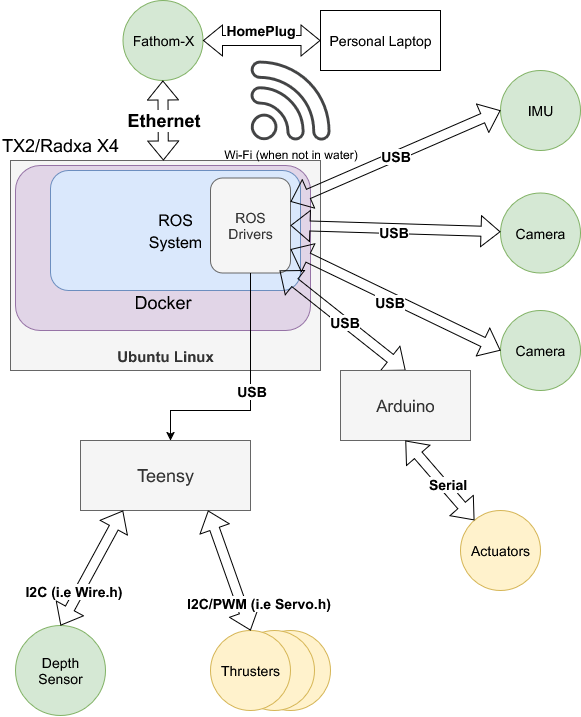 Fathom-X
HomePlug
Personal Laptop
Ethernet
TX2/Radxa X4
Wi-Fi (when not in water)
USB
IMU
ROS
System
ROS
Drivers
USB
Camera
Docker
USB
USB
Camera
Ubuntu Linux
USB
Arduino
Teensy
Serial
Actuators
I2C (i.e Wire.h)
I2C/PWM (i.e Servo.h)
Depth
Sensor
Thrusters